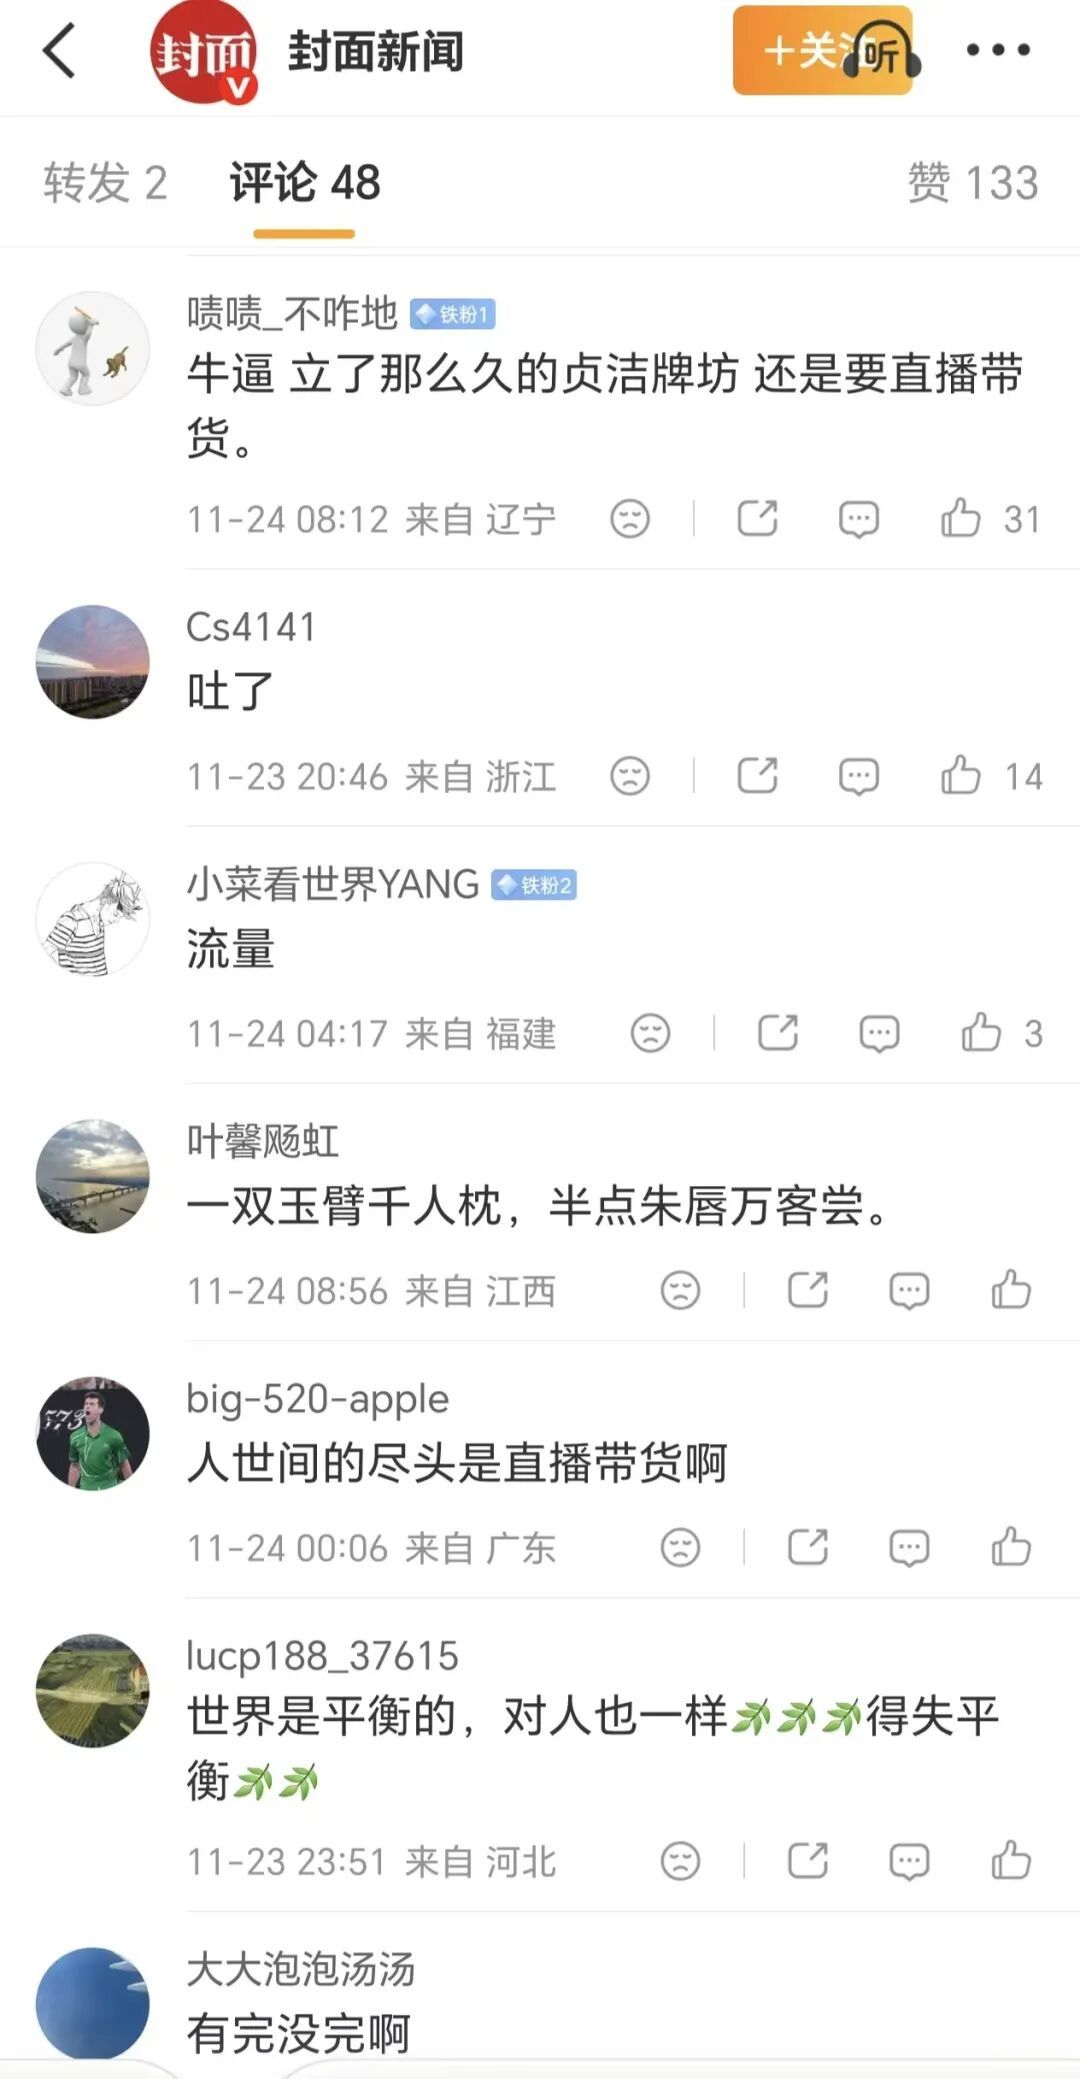 封面
V
封面新闻
+关注
听
转发 2
评论 48
赞 133
啧啧_不咋地 铁粉1
牛逼 立了那么久的贞洁牌坊 还是要直播带
货。
11-24 08:12 来自 辽宁
31
Cs4141
吐了
11-23 20:46 来自 浙江
14
小菜看世界YANG 铁粉2
流量
11-24 04:17 来自 福建
3
叶馨飏虹
一双玉臂千人枕，半点朱唇万客尝。
11-24 08:56 来自 江西
573
big-520-apple
人世间的尽头是直播带货啊
11-24 00:06 来自 广东
lucp188_37615
世界是平衡的，对人也一样🌿🌿🌿得失平
衡🌿🌿
11-23 23:51 来自 河北
大大泡泡汤汤
有完没完啊